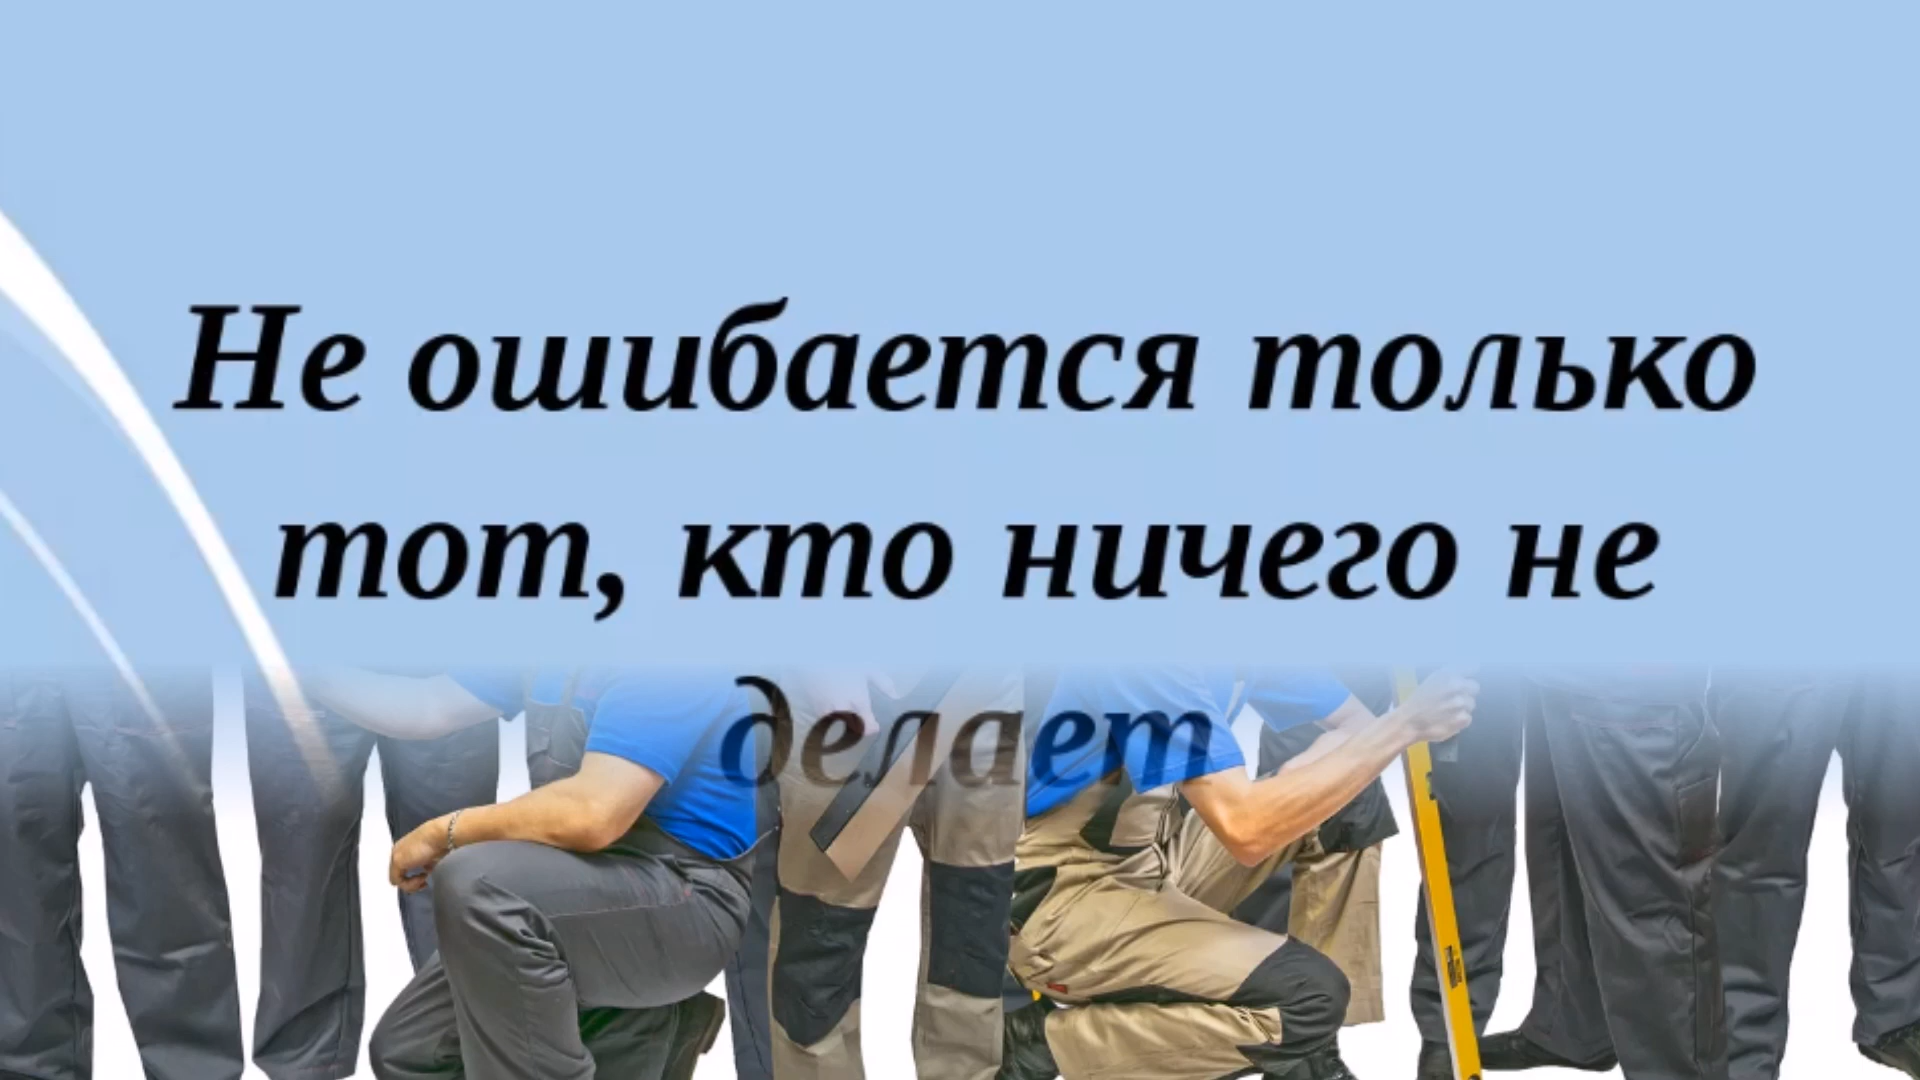 Не ошибается только
тот, кто ничего не
делает